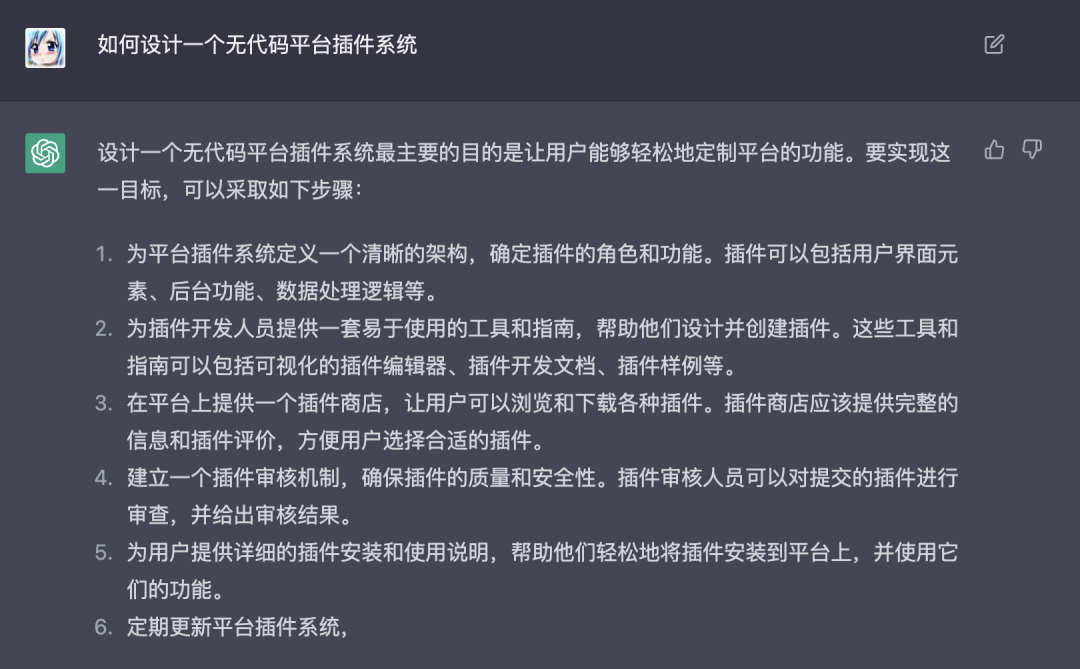 如何设计一个无代码平台插件系统
设计一个无代码平台插件系统最主要的目的是让用户能够轻松地定制平台的功能。要实现这
一目标，可以采取如下步骤：
1. 为平台插件系统定义一个清晰的架构，确定插件的角色和功能。插件可以包括用户界面元
素、后台功能、数据处理逻辑等。
2. 为插件开发人员提供一套易于使用的工具和指南，帮助他们设计并创建插件。这些工具和
指南可以包括可视化的插件编辑器、插件开发文档、插件样例等。
3. 在平台上提供一个插件商店，让用户可以浏览和下载各种插件。插件商店应该提供完整的
信息和插件评价，方便用户选择合适的插件。
4. 建立一个插件审核机制，确保插件的质量和安全性。插件审核人员可以对提交的插件进行
审查，并给出审核结果。
5. 为用户提供详细的插件安装和使用说明，帮助他们轻松地将插件安装到平台上，并使用它
们的功能。
6. 定期更新平台插件系统，